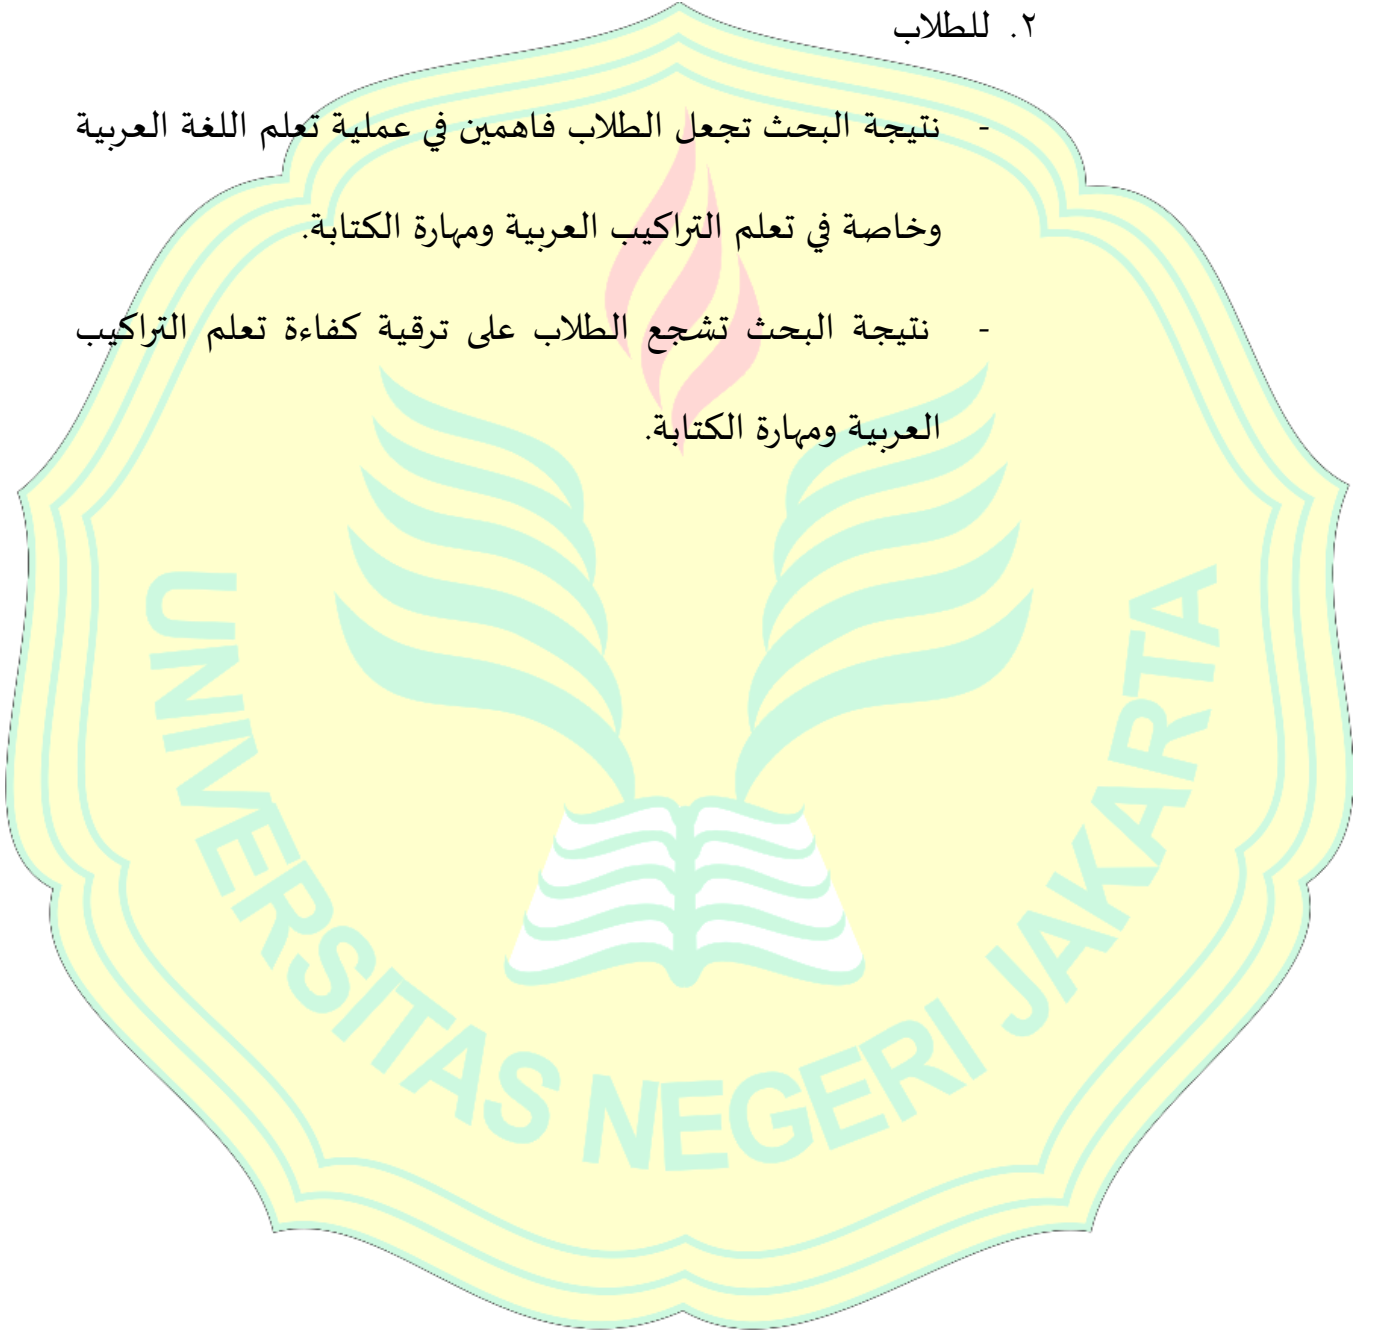 ٢. للطلاب
- نتيجة البحث تجعل الطلاب فاهمين في عملية تعلم اللغة العربية
وخاصة في تعلم التراكيب العربية ومهارة الكتابة.
- نتيجة البحث تشجع الطلاب على ترقية كفاءة تعلم التراكيب
العربية ومهارة الكتابة.
UNIVERSITAS NEGERI JAKARTA